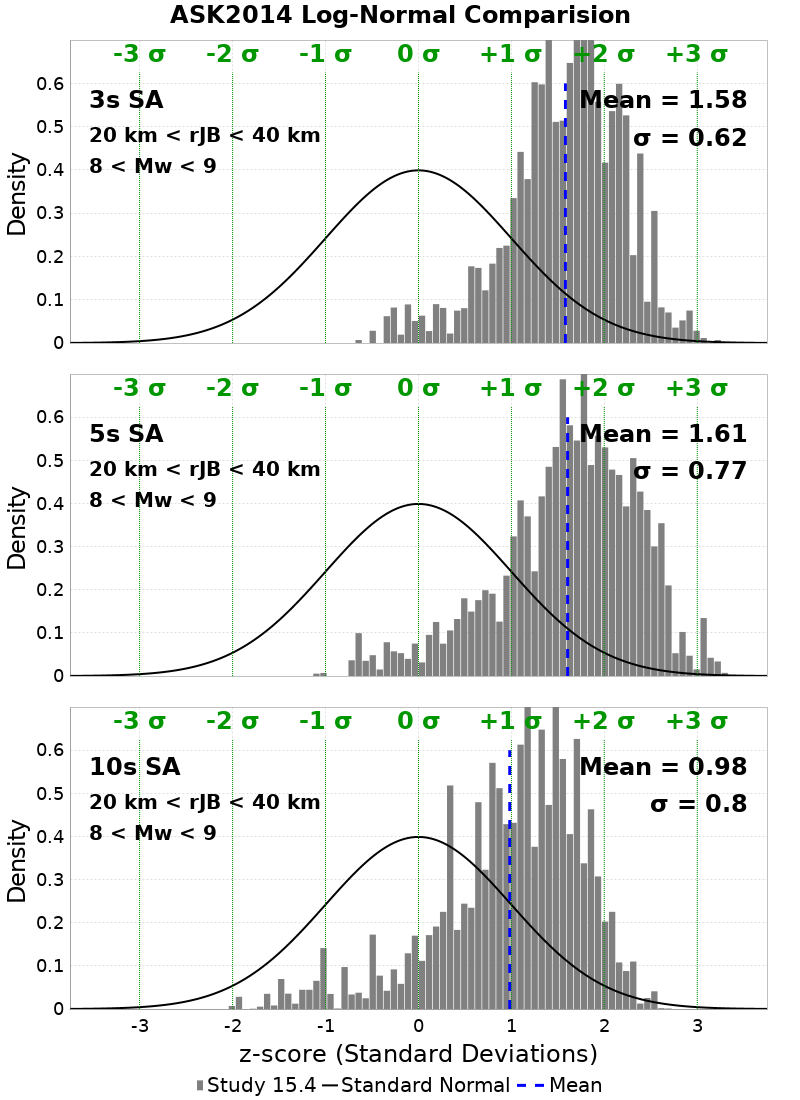 ASK2014 Log-Normal Comparision
-3 σ -2 σ -1 σ 0 σ +1 σ +2 σ +3 σ
3s SA
20 km < rJB < 40 km
8 < Mw < 9
Mean = 1.58
σ = 0.62
Density
0.6
0.5
0.4
0.3
0.2
0.1
0
-3 σ -2 σ -1 σ 0 σ +1 σ +2 σ +3 σ
5s SA
20 km < rJB < 40 km
8 < Mw < 9
Mean = 1.61
σ = 0.77
Density
0.6
0.5
0.4
0.3
0.2
0.1
0
-3 σ -2 σ -1 σ 0 σ +1 σ +2 σ +3 σ
10s SA
20 km < rJB < 40 km
8 < Mw < 9
Mean = 0.98
σ = 0.8
Density
0.6
0.5
0.4
0.3
0.2
0.1
0
-3 -2 -1 0 1 2 3
z-score (Standard Deviations)
Study 15.4 Standard Normal Mean